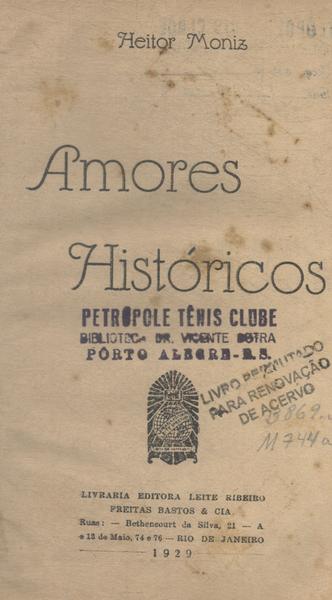 Heitor Moniz
Amores
Históricos
PETRÓPOLE TÊNIS CLUBE
BIBLIOTECA DR. VICENTE DUTRA
PÔRTO ALEGRE-R.S.
LIVRO PERMUTADO
PARA RENOVAÇÃO
DE ACERVO
M 744a
LIVRARIA EDITORA LEITE RIBEIRO
FREITAS BASTOS & CIA
Ruas: — Bethencourt da Silva, 21 — A
e 13 de Maio, 74 e 76 — RIO DE JANEIRO
1929